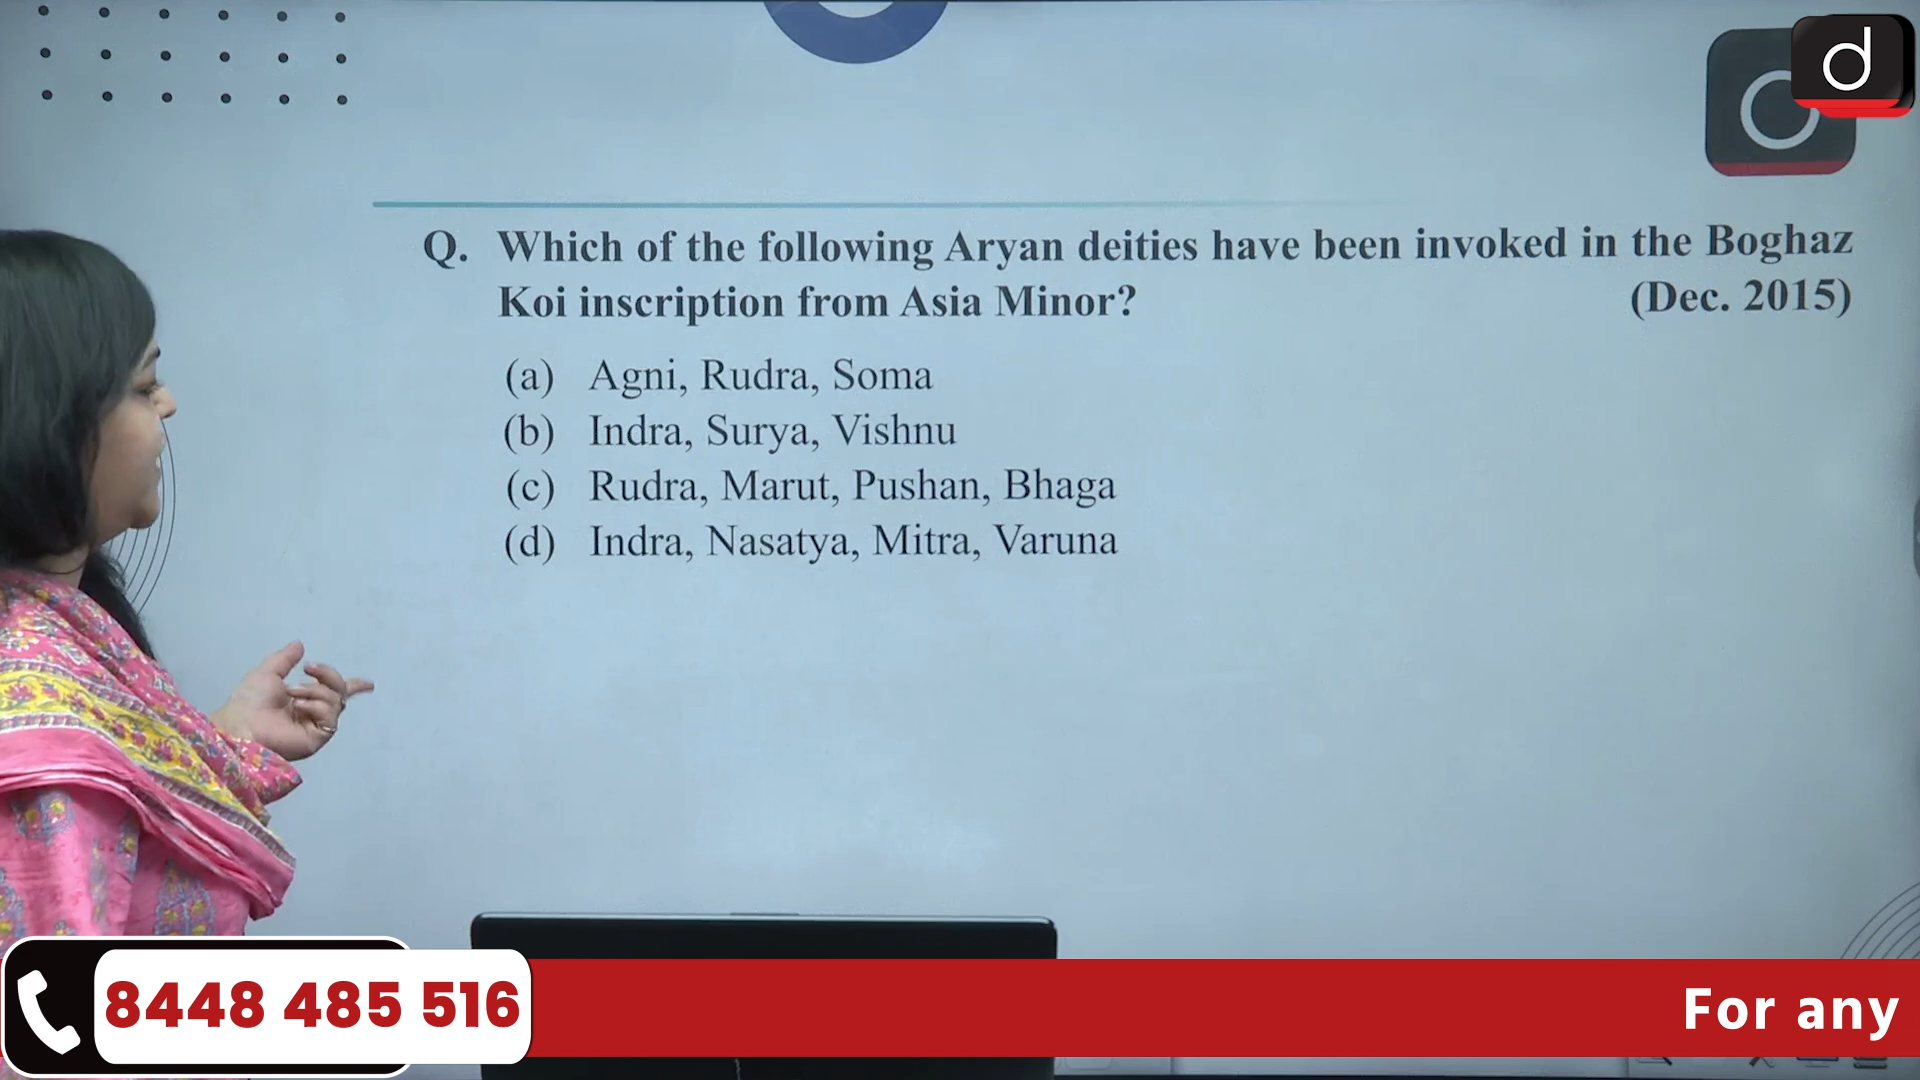 d
Q. Which of the following Aryan deities have been invoked in the Boghaz
Koi inscription from Asia Minor? (Dec. 2015)
(a) Agni, Rudra, Soma
(b) Indra, Surya, Vishnu
(c) Rudra, Marut, Pushan, Bhaga
(d) Indra, Nasatya, Mitra, Varuna
8448 485 516
For any